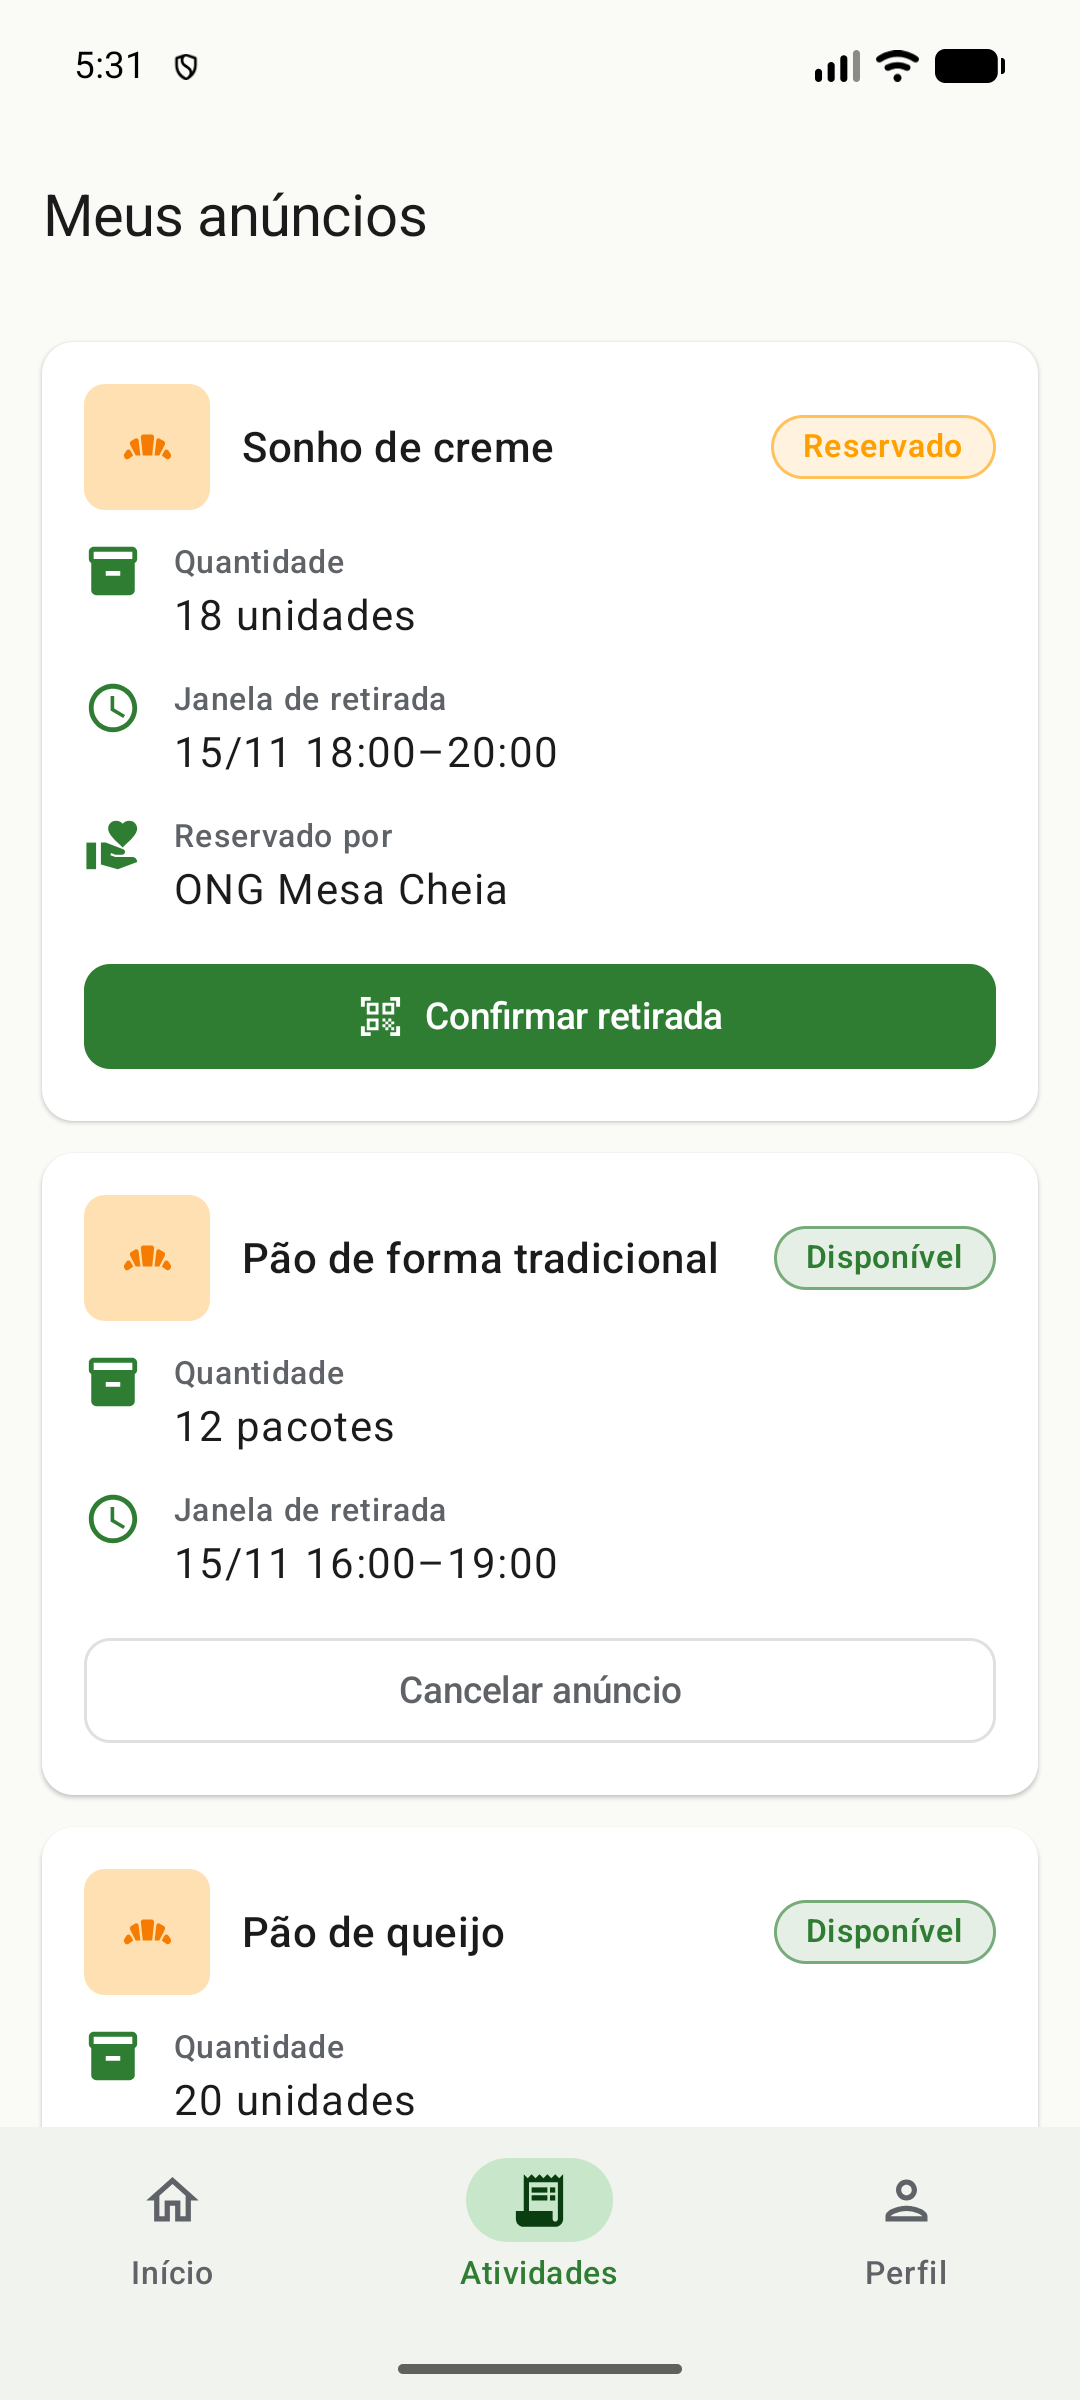 5:31
Meus anúncios
Sonho de creme
Reservado
Quantidade
18 unidades
Janela de retirada
15/11 18:00–20:00
Reservado por
ONG Mesa Cheia
Confirmar retirada
Pão de forma tradicional
Disponível
Quantidade
12 pacotes
Janela de retirada
15/11 16:00–19:00
Cancelar anúncio
Pão de queijo
Disponível
Quantidade
20 unidades
Início
Atividades
Perfil